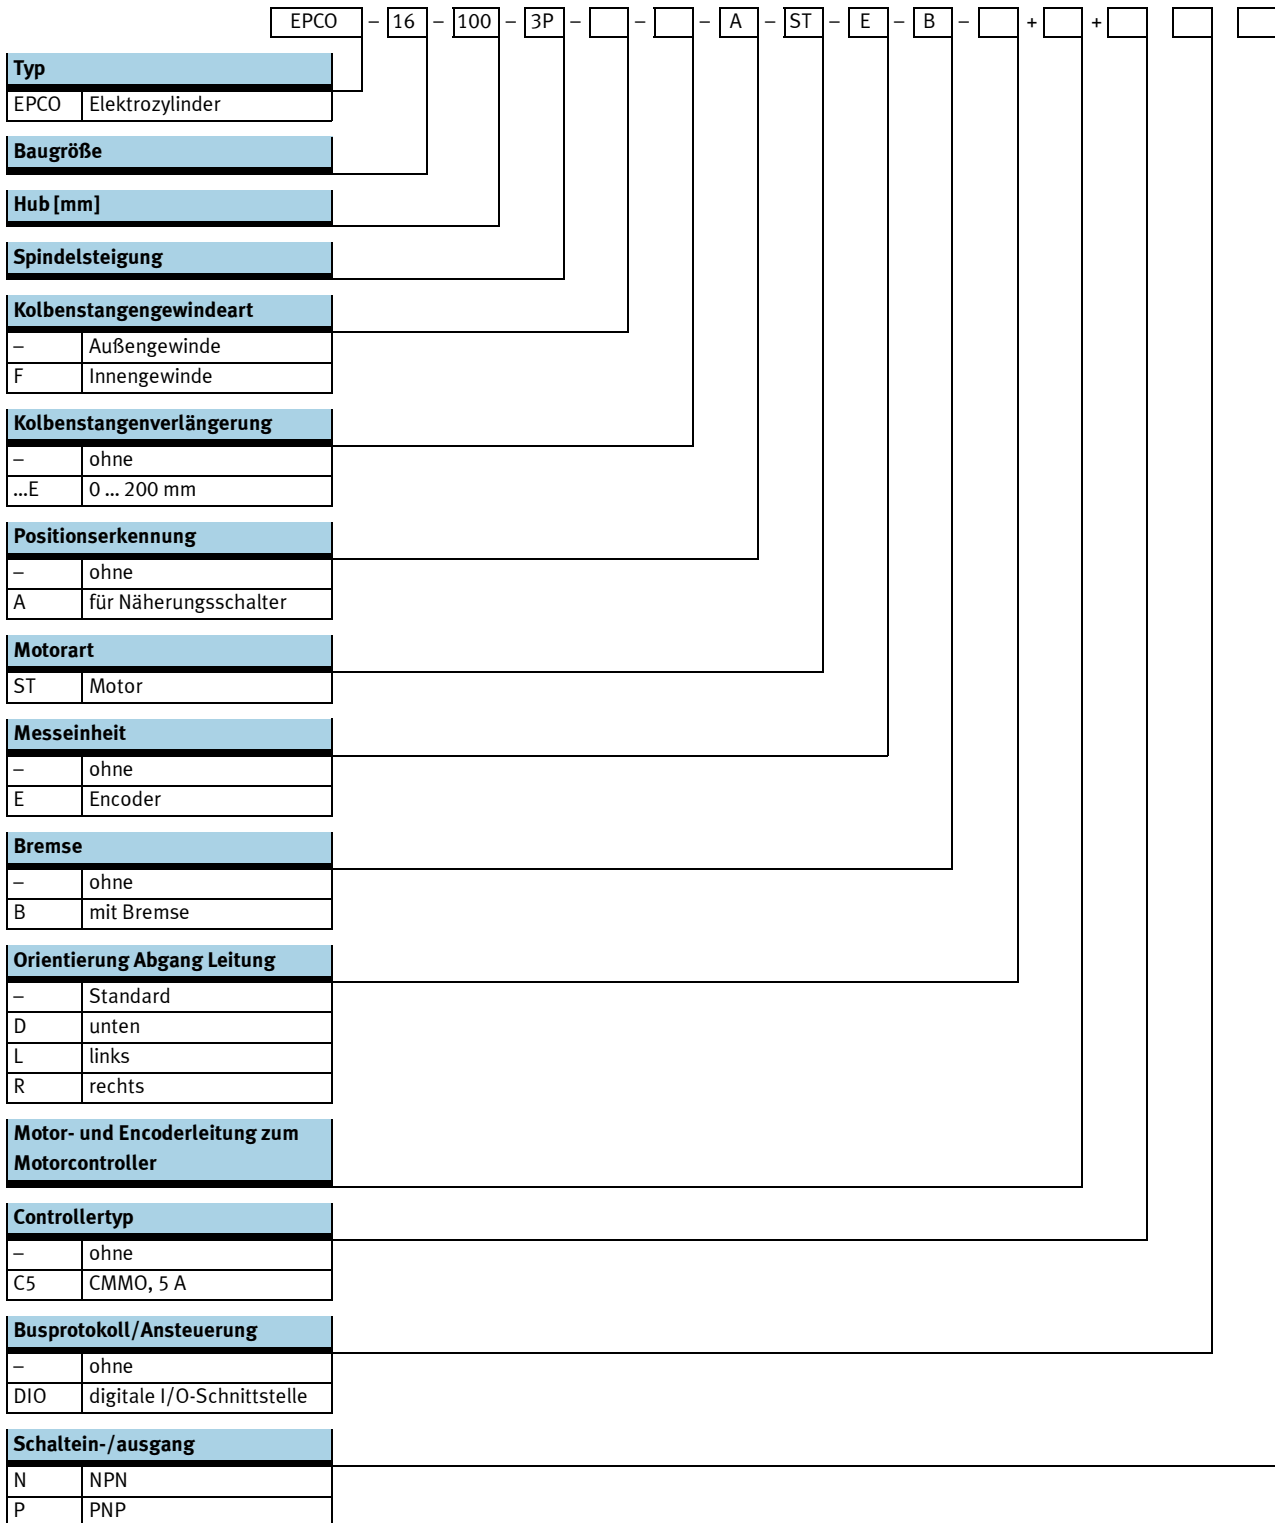 EPCO – 16 – 100 – 3P – – – A – ST – E – B – + +
Typ
EPCO Elektrozylinder
Baugröße
Hub [mm]
Spindelsteigung
Kolbenstangengewindeart
– Außengewinde
F Innengewinde
Kolbenstangenverlängerung
– ohne
...E 0 ... 200 mm
Positionserkennung
– ohne
A für Näherungsschalter
Motorart
ST Motor
Messeinheit
– ohne
E Encoder
Bremse
– ohne
B mit Bremse
Orientierung Abgang Leitung
– Standard
D unten
L links
R rechts
Motor- und Encoderleitung zum
Motorcontroller
Controllertyp
– ohne
C5 CMMO, 5 A
Busprotokoll/Ansteuerung
– ohne
DIO digitale I/O-Schnittstelle
Schaltein-/ausgang
N NPN
P PNP